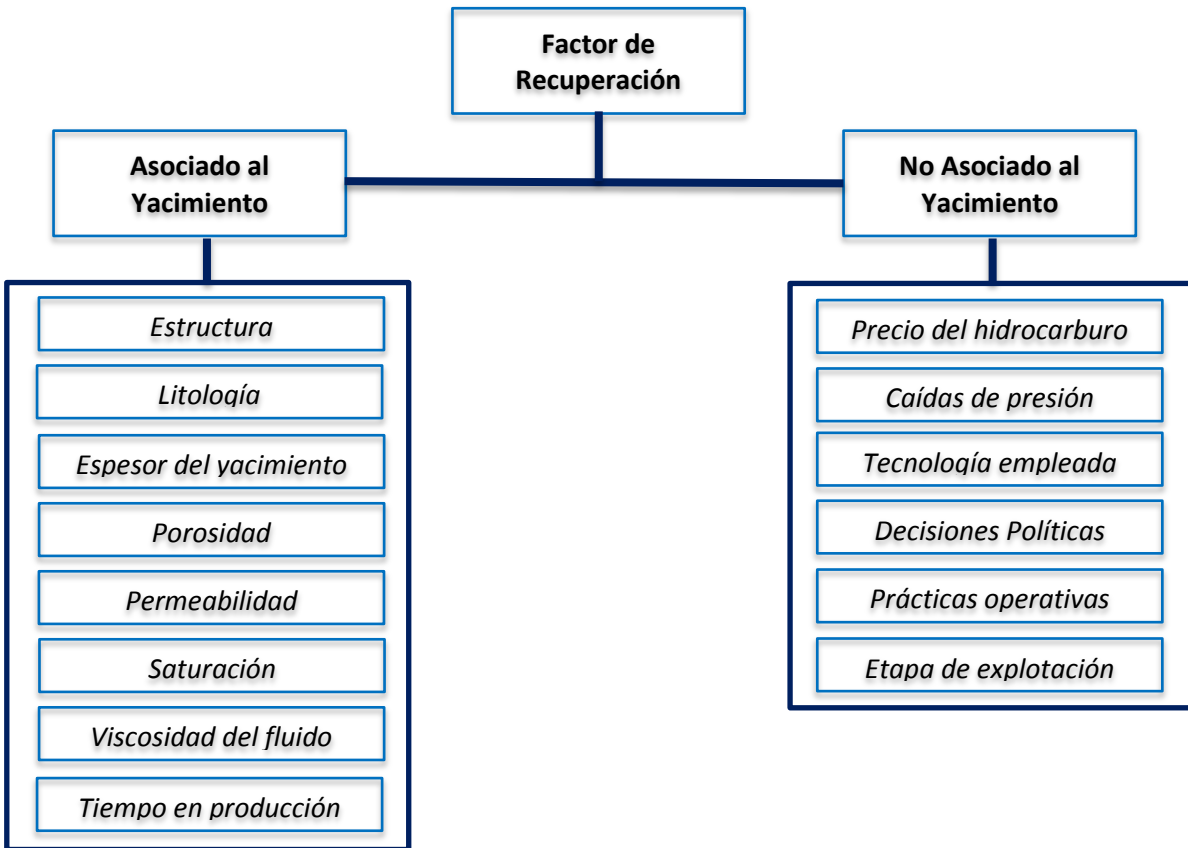 Factor de
Recuperación
Asociado al
Yacimiento
No Asociado al
Yacimiento
Estructura
Litología
Espesor del yacimiento
Porosidad
Permeabilidad
Saturación
Viscosidad del fluido
Tiempo en producción
Precio del hidrocarburo
Caídas de presión
Tecnología empleada
Decisiones Políticas
Prácticas operativas
Etapa de explotación